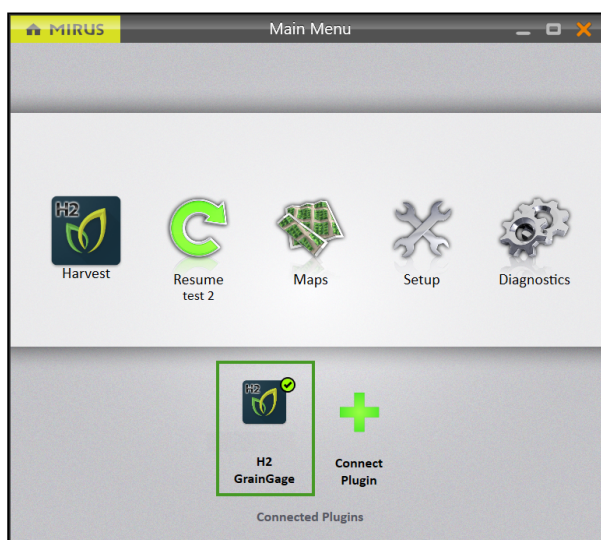 MIRUS
Main Menu
H2
Harvest
Resume
test 2
Maps
Setup
Diagnostics
H2
H2
GrainGage
Connect
Plugin
Connected Plugins